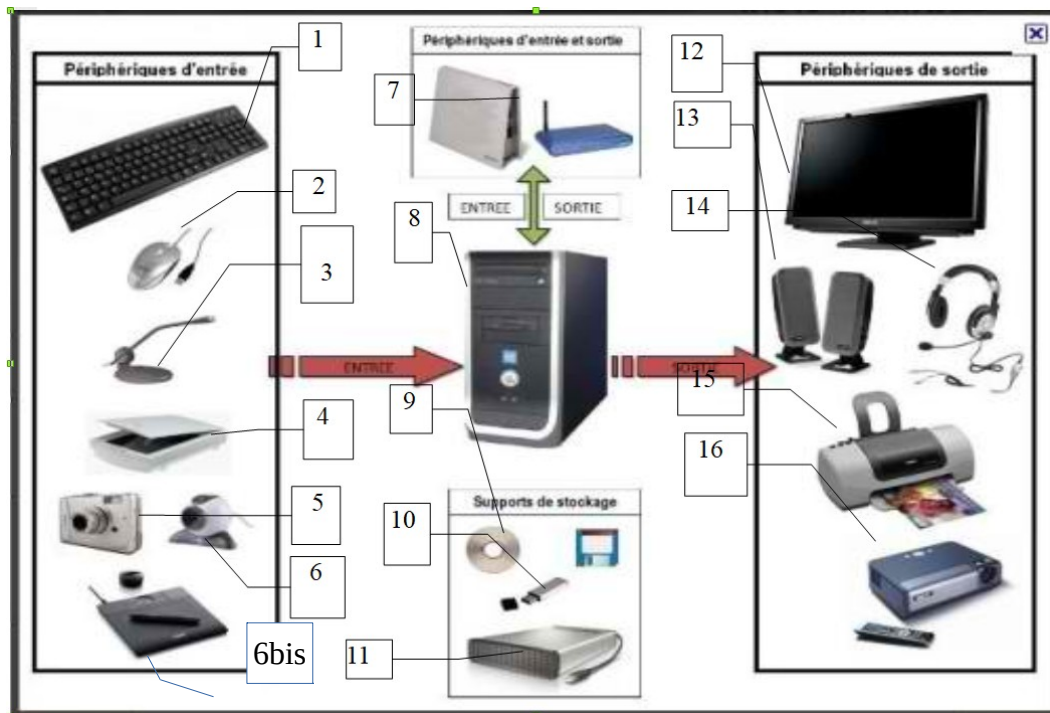 Périphériques d'entrée
1
2
3
4
5
6
6bis
Périphériques d'entrée et sortie
7
ENTREE
SORTIE
8
ENTREE
SORTIE
9
Supports de stockage
10
11
Périphériques de sortie
12
13
14
15
16